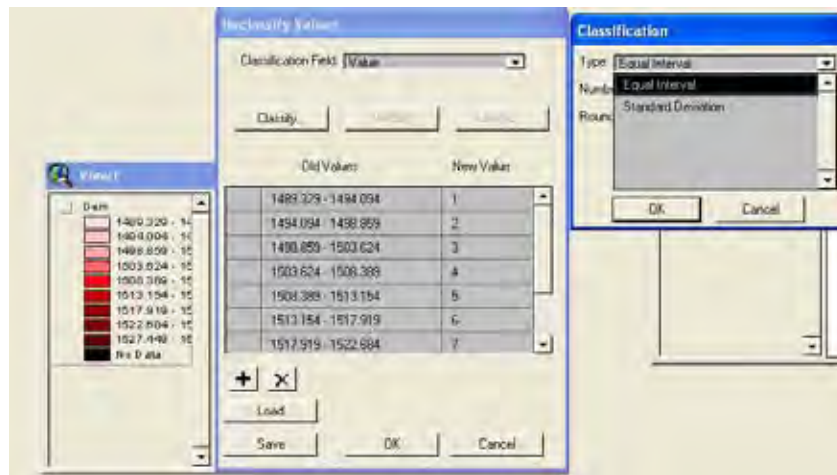 Reclassify Values
Classification Field: Value
Classify...
Old Values New Value
1489.329 - 1494.094 1
1494.094 - 1498.859 2
1498.859 - 1503.624 3
1503.624 - 1508.389 4
1508.389 - 1513.154 5
1513.154 - 1517.919 6
1517.919 - 1522.684 7
Load
Save OK Cancel
View1
Dem
1489.329 - 14
1494.094 - 14
1498.859 - 15
1503.624 - 15
1508.389 - 15
1513.154 - 15
1517.919 - 15
1522.684 - 15
1527.449 - 15
No Data
Classification
Type: Equal Interval
Numbe
Equal Interval
Standard Deviation
Round
OK Cancel